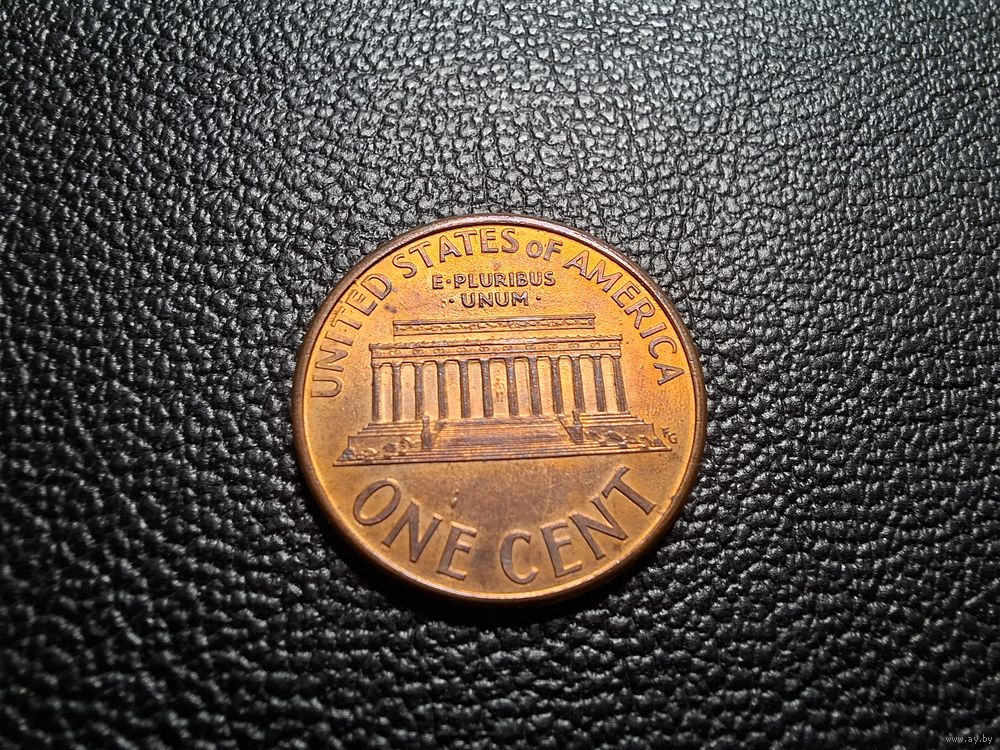 UNITED STATES OF AMERICA
E·PLURIBUS
·UNUM·
FG
ONE CENT
www.ay.by